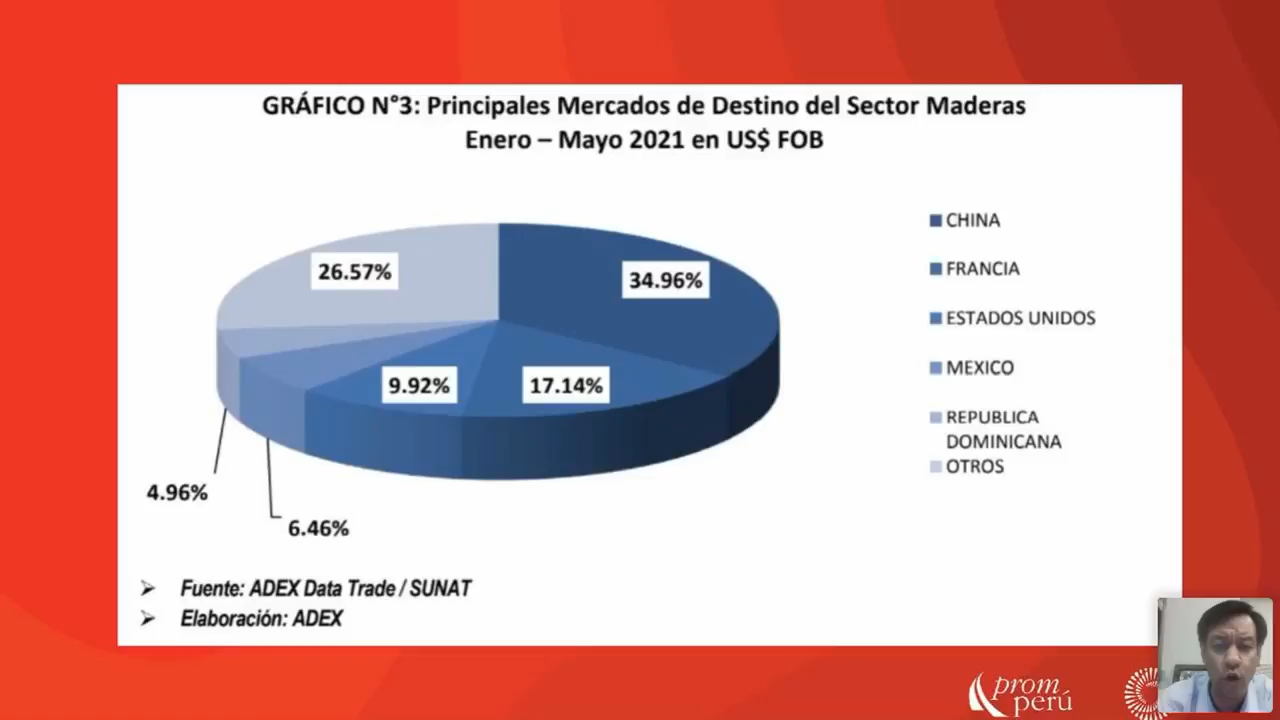 GRÁFICO N°3: Principales Mercados de Destino del Sector Maderas
Enero – Mayo 2021 en US$ FOB
26.57%
34.96%
9.92%
17.14%
4.96%
6.46%
CHINA
FRANCIA
ESTADOS UNIDOS
MEXICO
REPUBLICA
DOMINICANA
OTROS
Fuente: ADEX Data Trade / SUNAT
Elaboración: ADEX
prom
perú